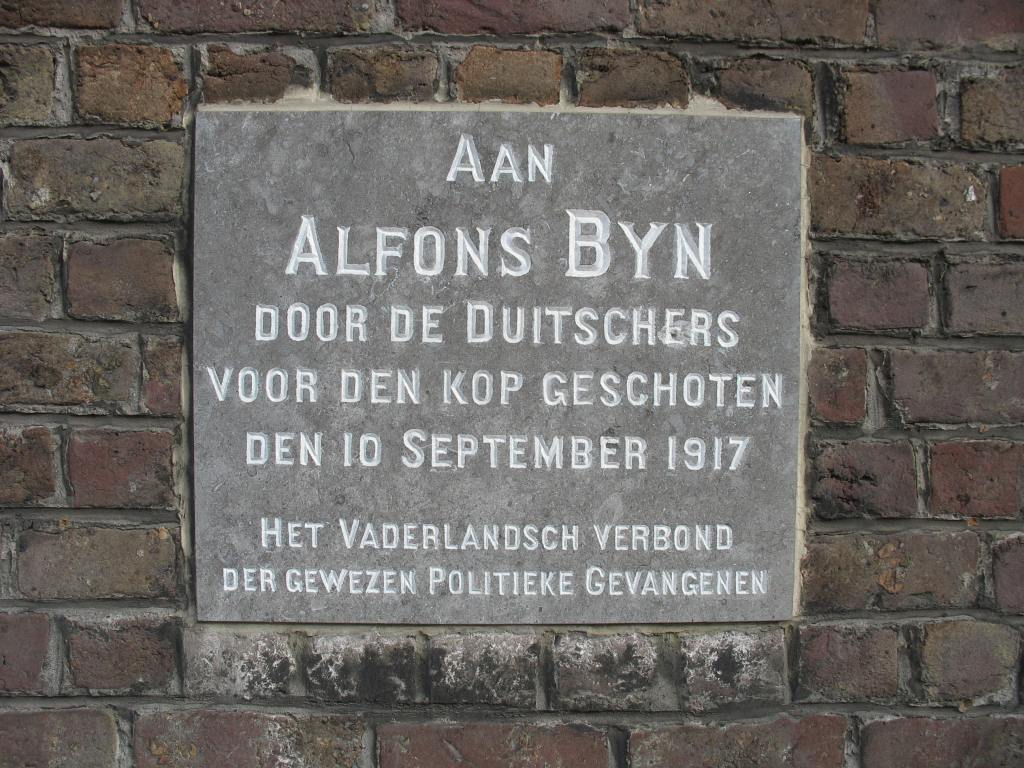 AAN
ALFONS BYN
DOOR DE DUITSCHERS
VOOR DEN KOP GESCHOTEN
DEN 10 SEPTEMBER 1917
HET VADERLANDSCH VERBOND
DER GEWEZEN POLITIEKE GEVANGENEN